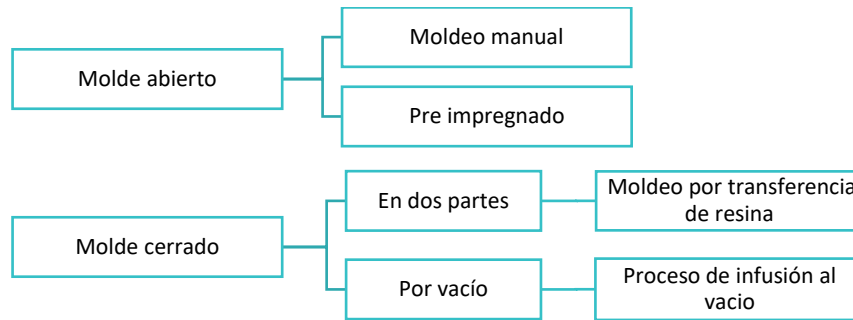 Moldeo manual
Molde abierto
Pre impregnado
En dos partes
Moldeo por transferencia
de resina
Molde cerrado
Por vacío
Proceso de infusión al
vacio